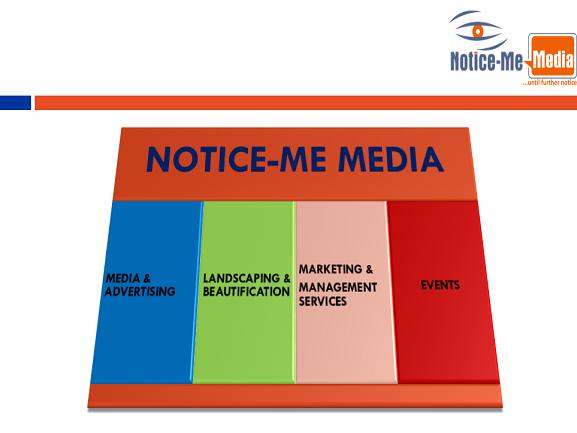 Notice-Me Media
...until further notice
NOTICE-ME MEDIA
MEDIA &
ADVERTISING
LANDSCAPING &
BEAUTIFICATION
MARKETING &
MANAGEMENT
SERVICES
EVENTS